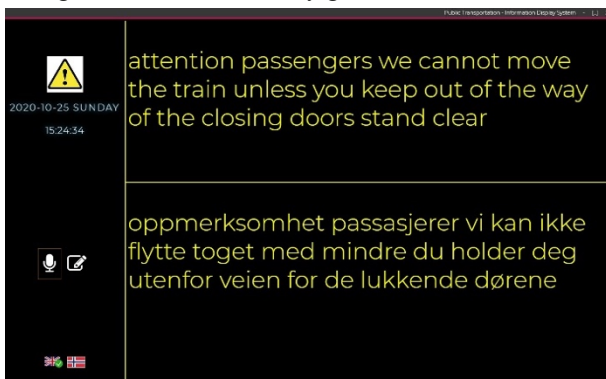 Public Transportation - Information Display System
attention passengers we cannot move
the train unless you keep out of the way
of the closing doors stand clear
2020-10-25 SUNDAY
15:24:34
oppmerksomhet passasjerer vi kan ikke
flytte toget med mindre du holder deg
utenfor veien for de lukkende dørene